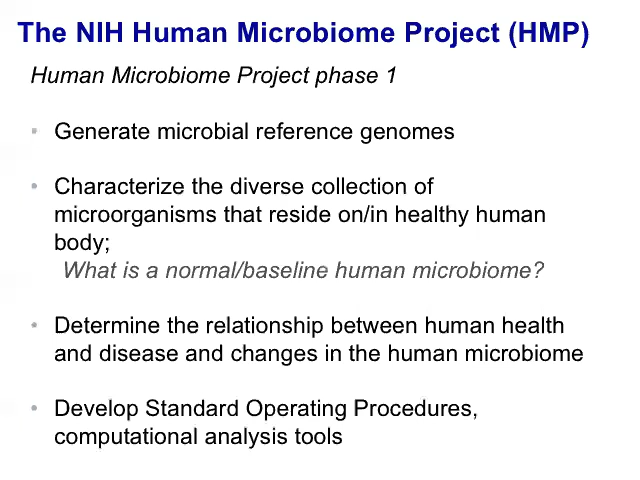 The NIH Human Microbiome Project (HMP)
Human Microbiome Project phase 1
• Generate microbial reference genomes
• Characterize the diverse collection of
microorganisms that reside on/in healthy human
body;
What is a normal/baseline human microbiome?
• Determine the relationship between human health
and disease and changes in the human microbiome
• Develop Standard Operating Procedures,
computational analysis tools